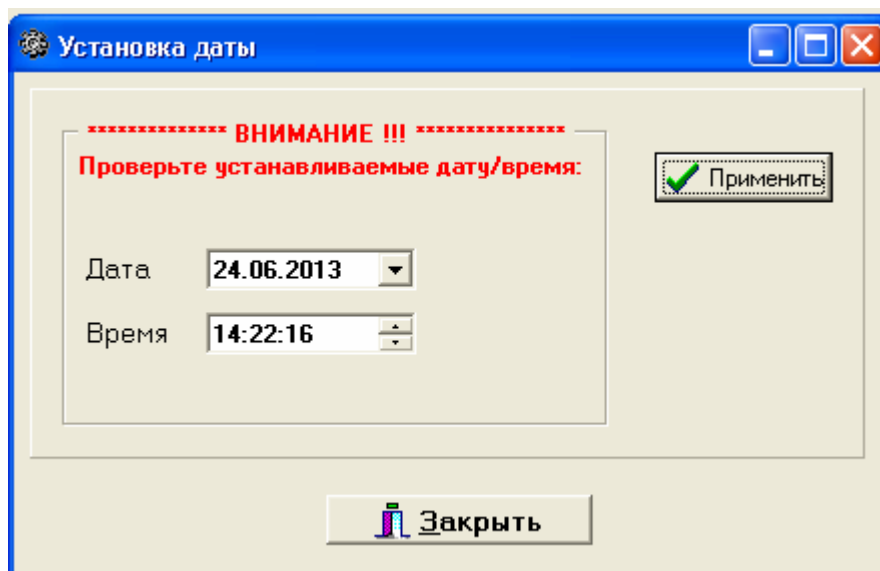 Установка даты
************** ВНИМАНИЕ !!! ***************
Проверьте устанавливаемые дату/время:
Применить
Дата 24.06.2013
Время 14:22:16
Закрыть